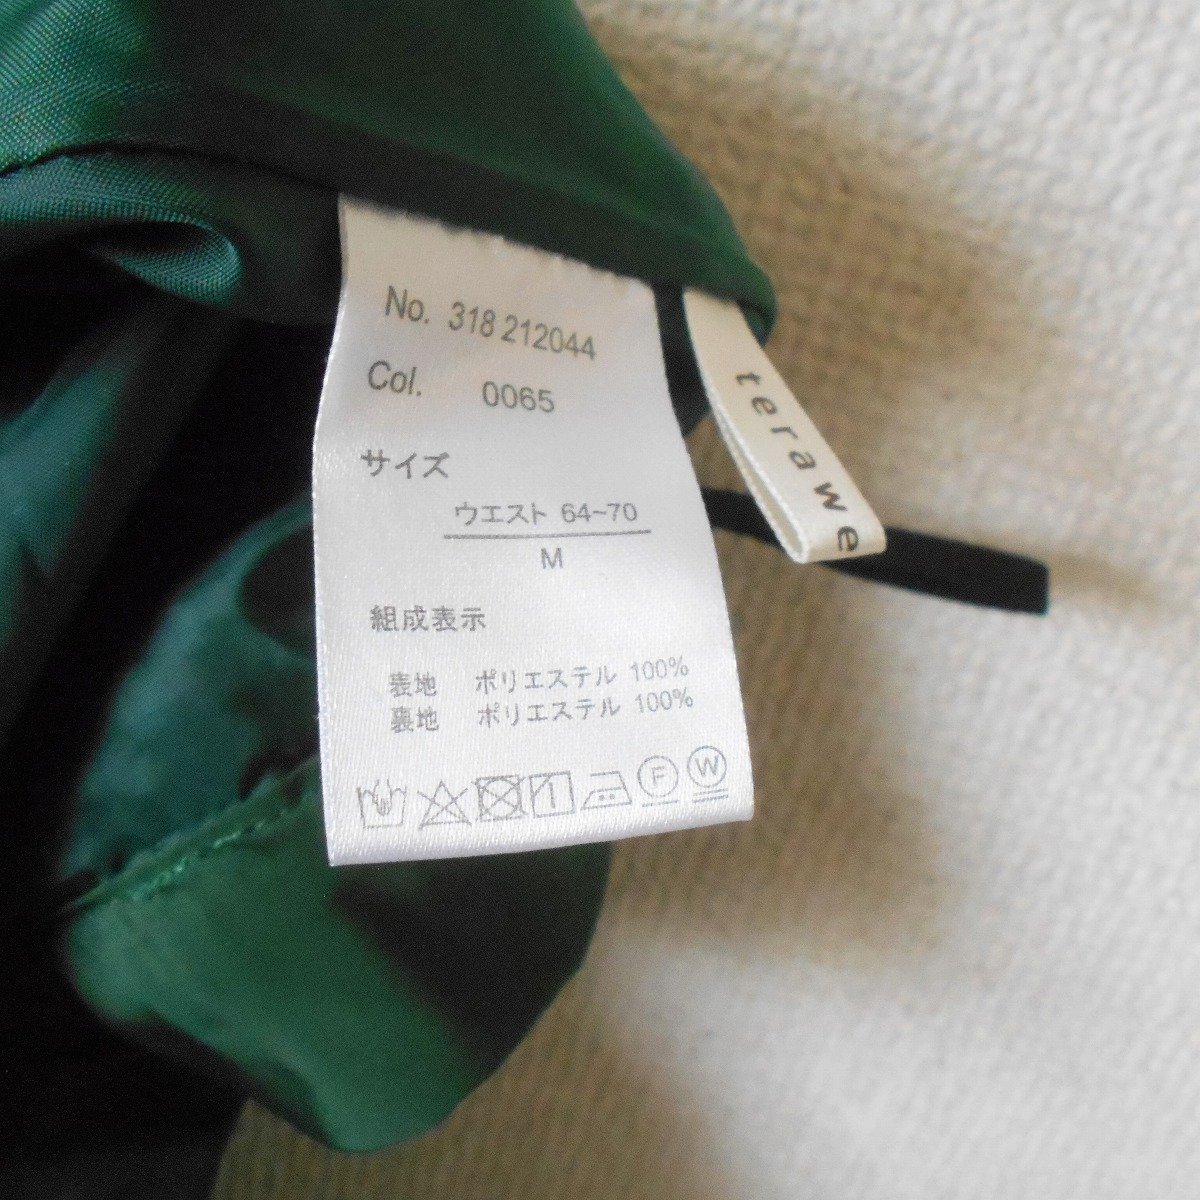 No. 318 212044
Col. 0065
サイズ
ウエスト 64-70
M
組成表示
表地 ポリエステル 100%
裏地 ポリエステル 100%
F W
terawe